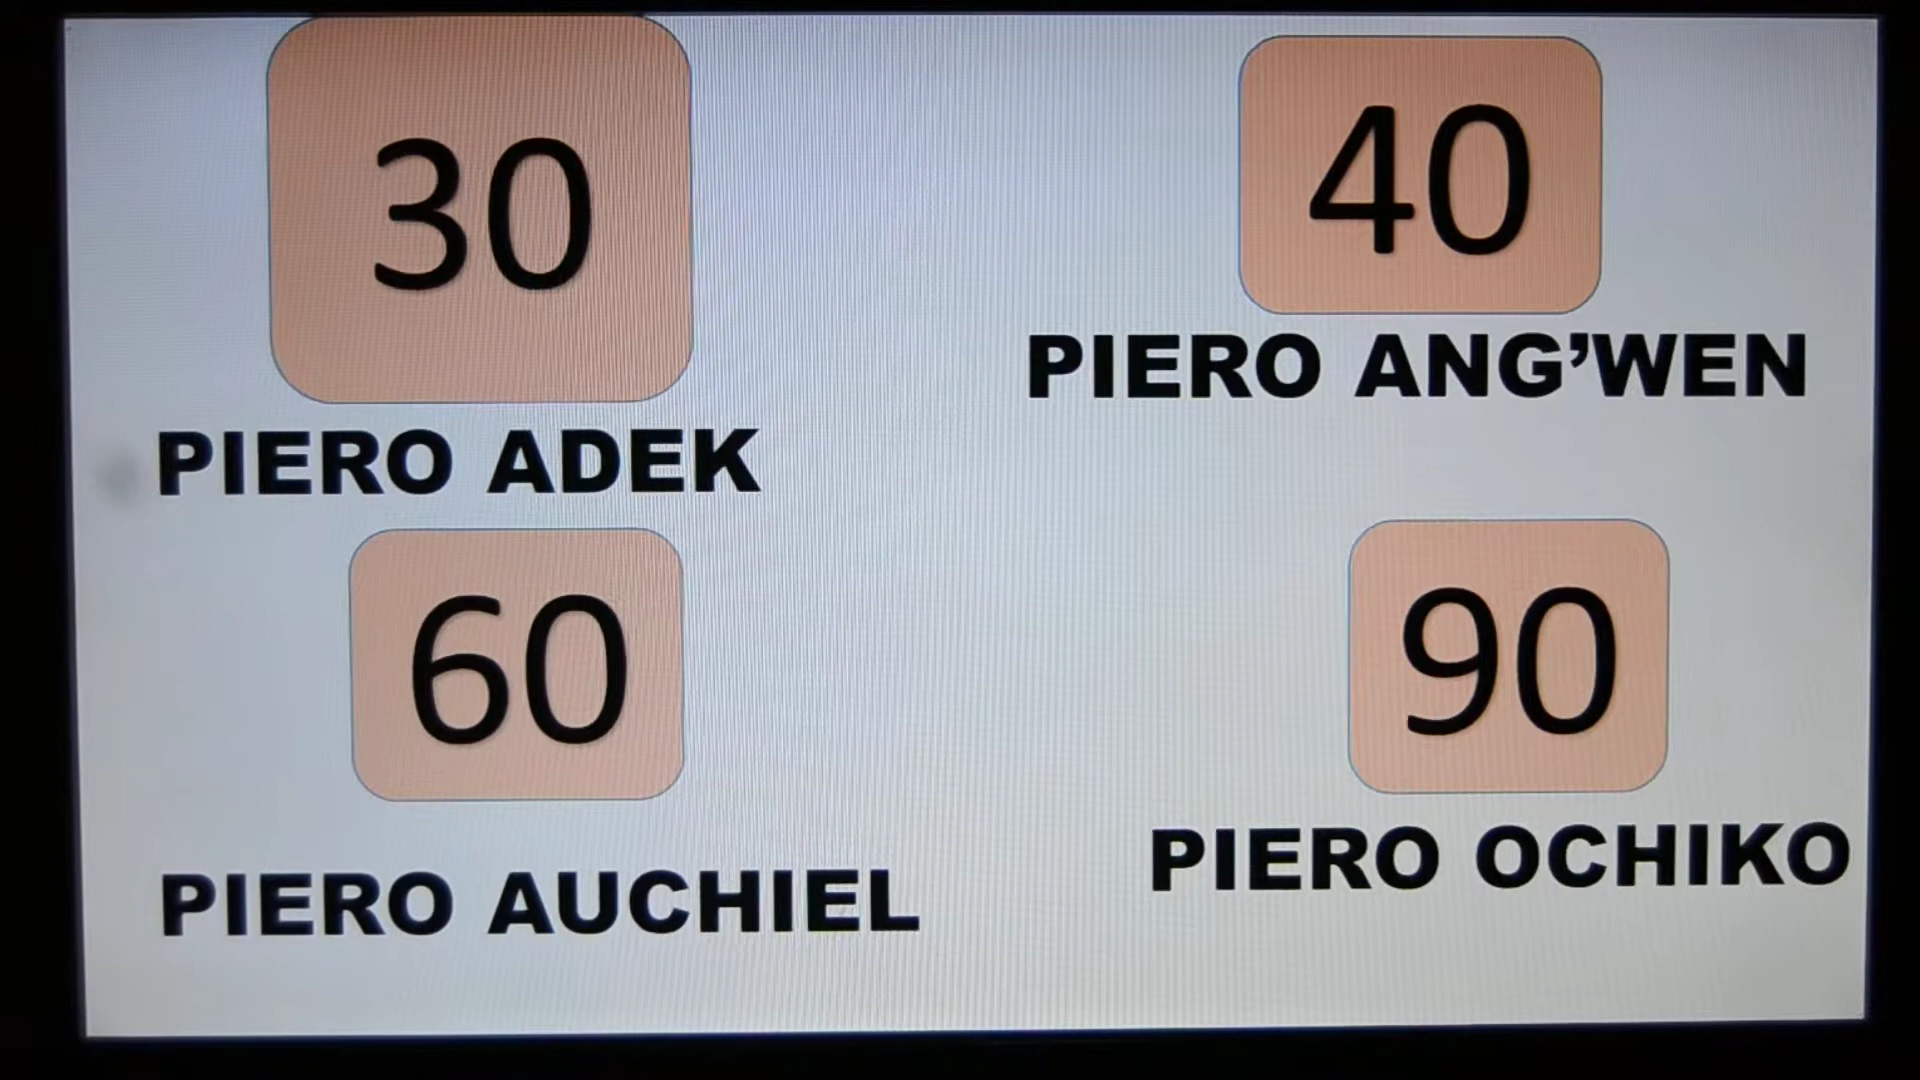 30
PIERO ADEK
40
PIERO ANG’WEN
60
PIERO AUCHIEL
90
PIERO OCHIKO